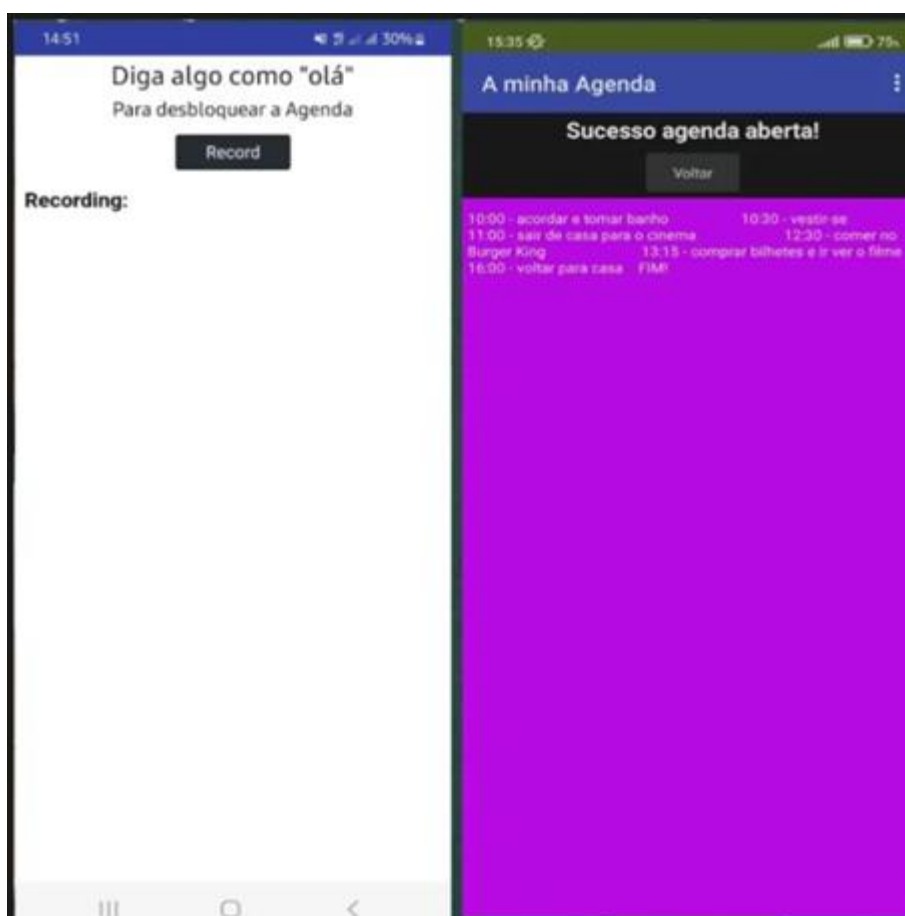 14:51
30%
Diga algo como "olá"
Para desbloquear a Agenda
Record
Recording:
15:35
75%
A minha Agenda
Sucesso agenda aberta!
Voltar
10:00 - acordar e tomar banho 10:30 - vestir-se
11:00 - sair de casa para o cinema 12:30 - comer no
Burger King 13:15 - comprar bilhetes e ir ver o filme
16:00 - voltar para casa FIM!